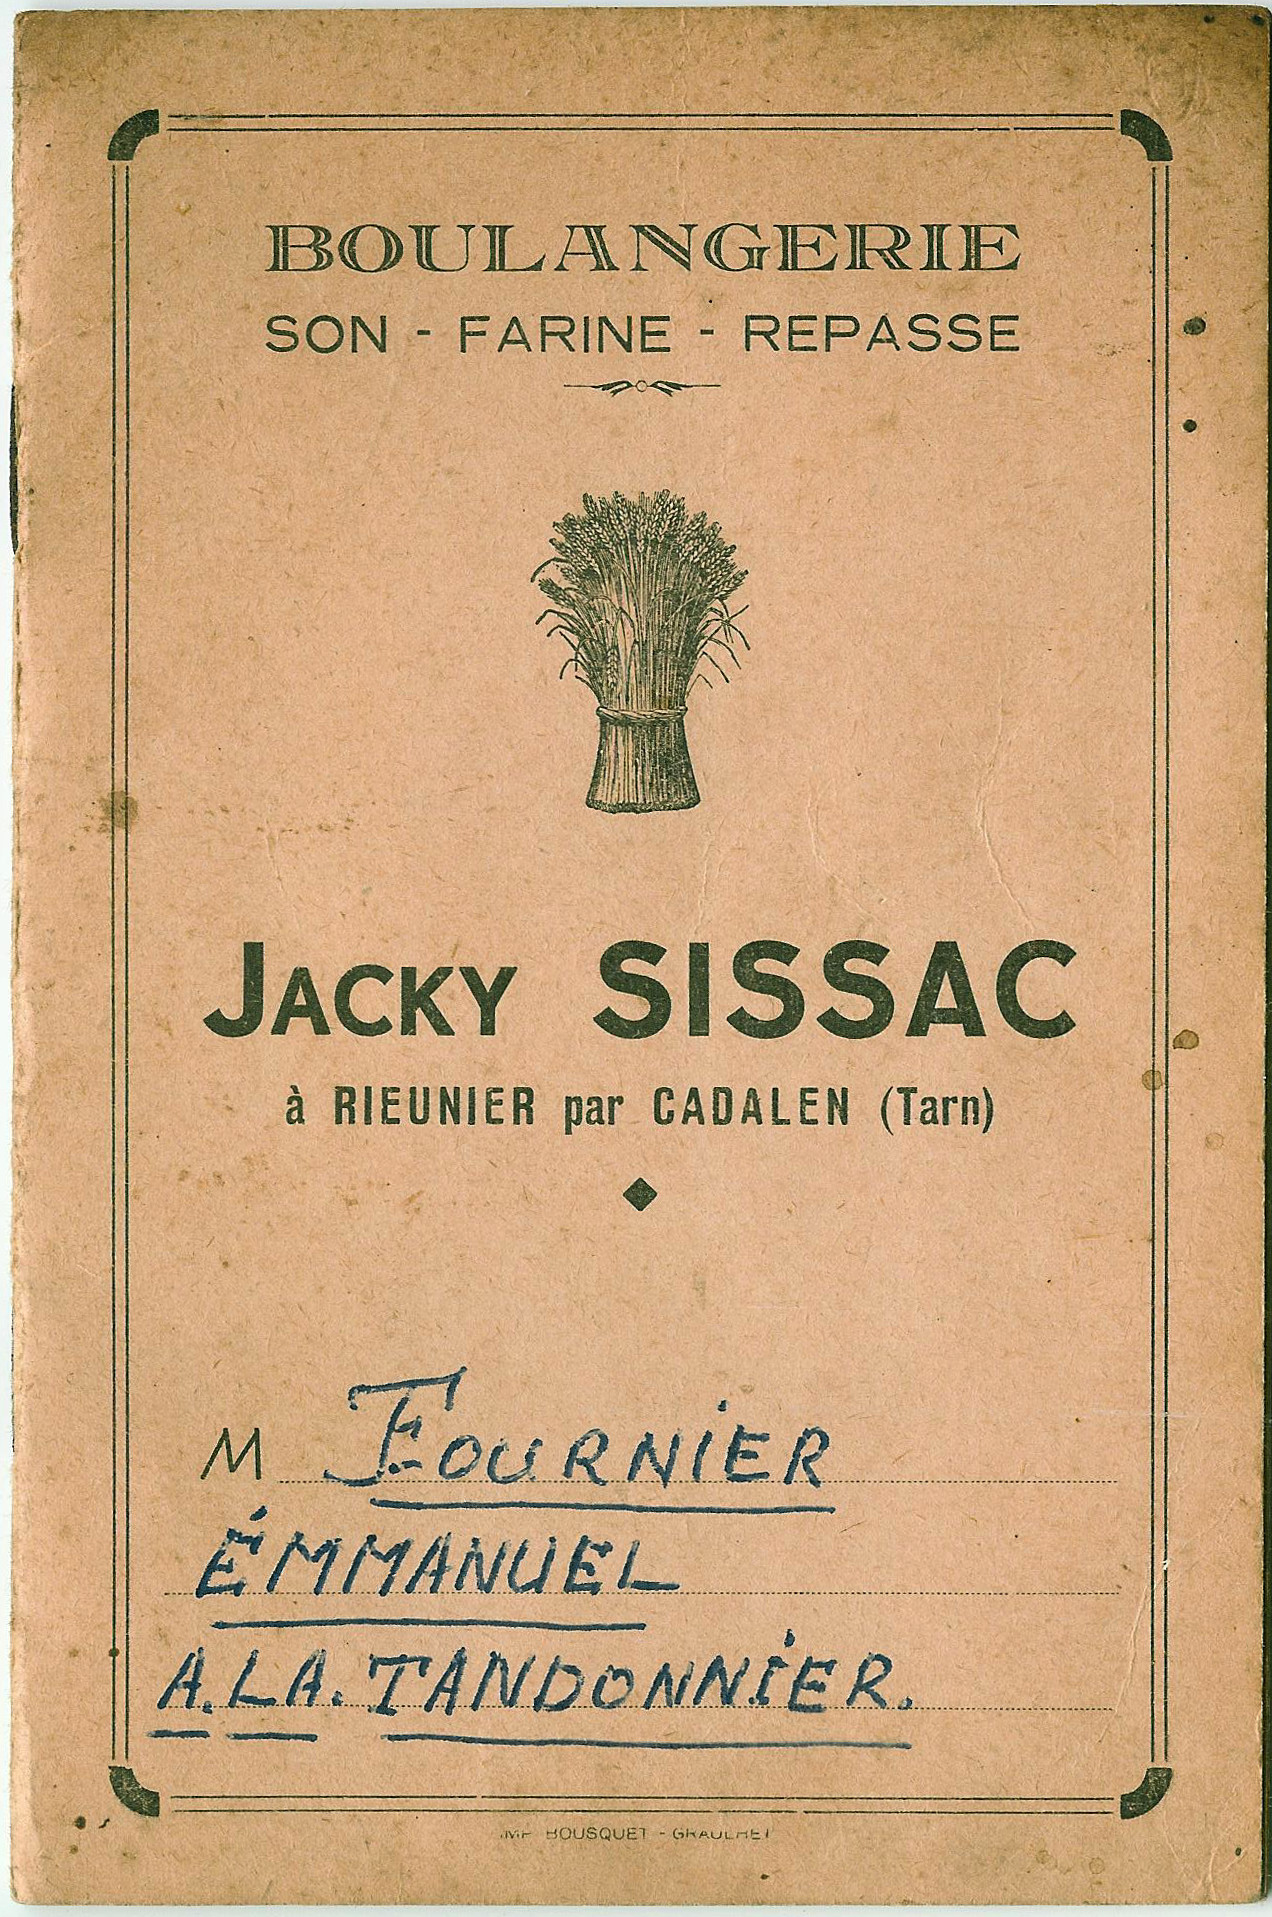 BOULANGERIE
SON - FARINE - REPASSE
JACKY SISSAC
à RIEUNIER par CADALEN (Tarn)
M FOURNIER
ÉMMANUEL
A. LA. TANDONNIER.
IMP BOUSQUET - GRAULHET